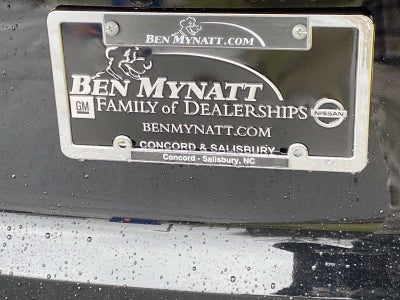 BEN MYNATT.COM
BEN MYNATT
GM FAMILY of DEALERSHIPS NISSAN
BENMYNATT.COM
CONCORD & SALISBURY
Concord - Salisbury, NC